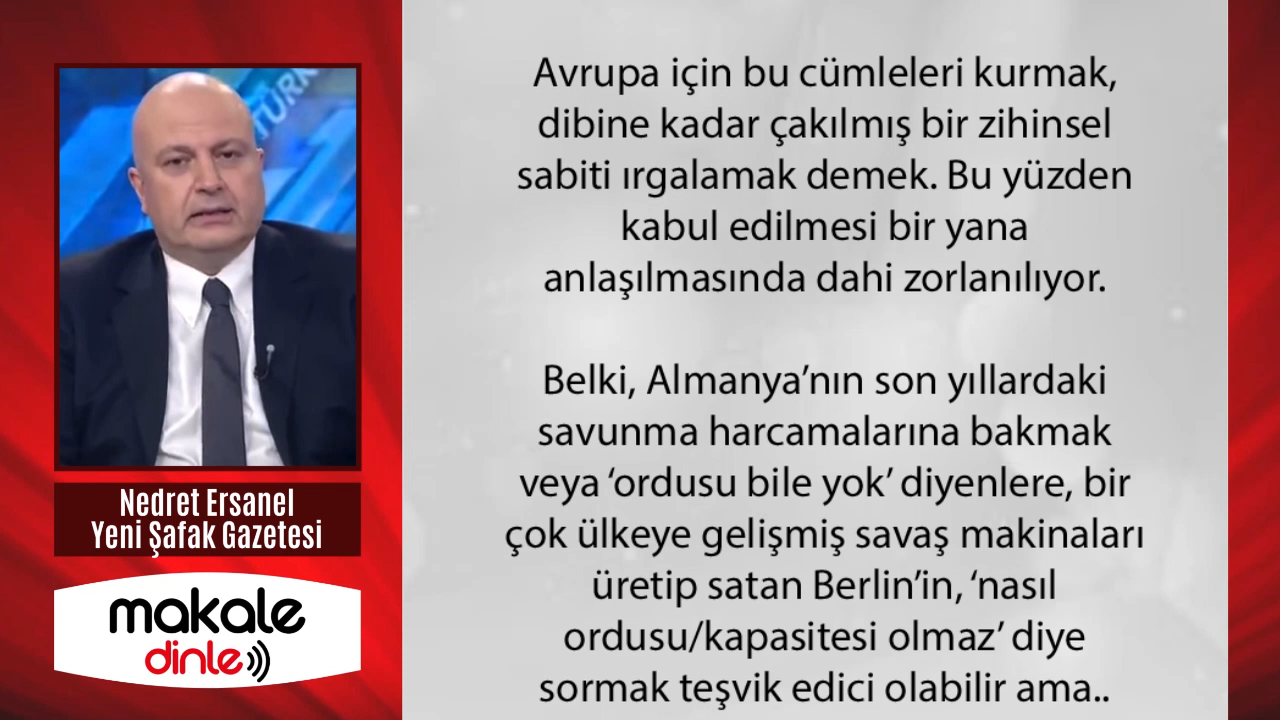 TÜRK
Nedret Ersanel
Yeni Şafak Gazetesi
makale
dinle
Avrupa için bu cümleleri kurmak,
dibine kadar çakılmış bir zihinsel
sabiti ırgalamak demek. Bu yüzden
kabul edilmesi bir yana
anlaşılmasında dahi zorlanılıyor.
Belki, Almanya’nın son yıllardaki
savunma harcamalarına bakmak
veya ‘ordusu bile yok’ diyenlere, bir
çok ülkeye gelişmiş savaş makinaları
üretip satan Berlin’in, ‘nasıl
ordusu/kapasitesi olmaz’ diye
sormak teşvik edici olabilir ama..